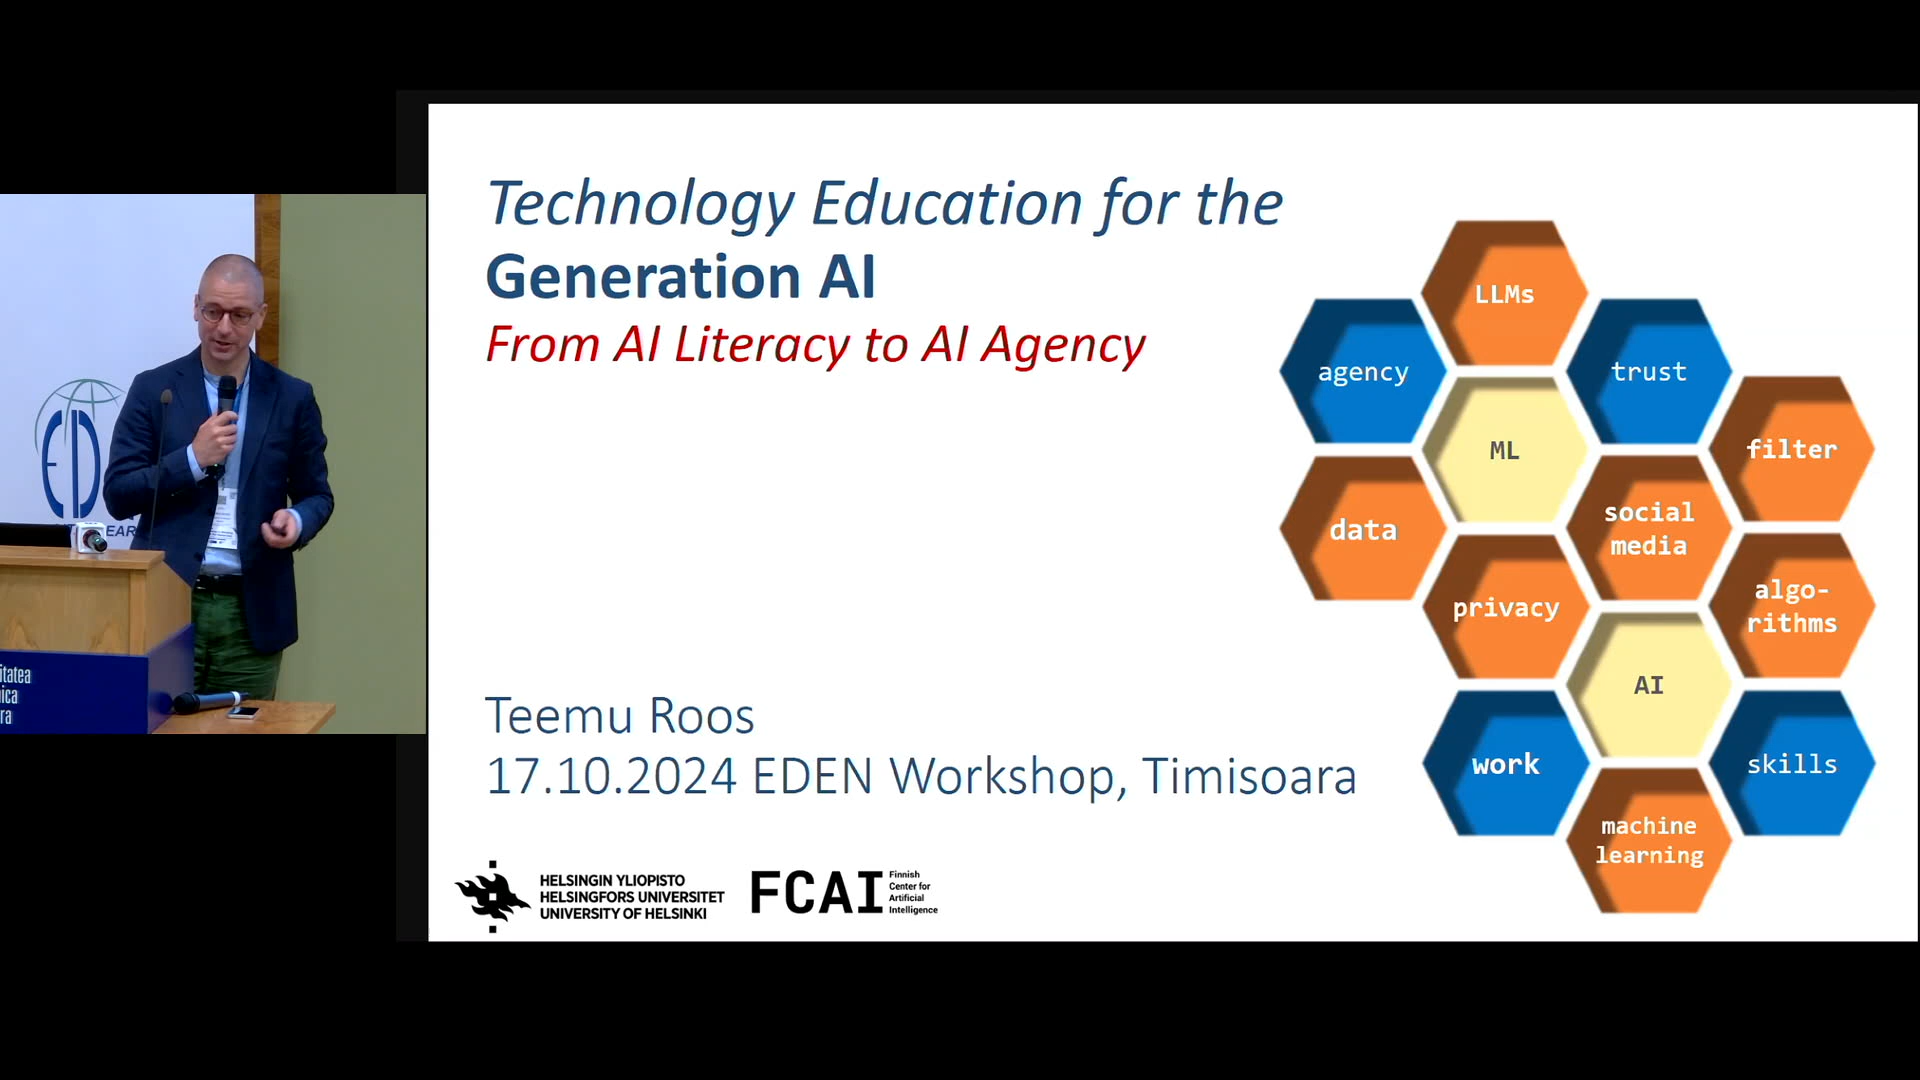 Technology Education for the
Generation AI
From AI Literacy to AI Agency
Teemu Roos
17.10.2024 EDEN Workshop, Timisoara
HELSINGIN YLIOPISTO
HELSINGFORS UNIVERSITET
UNIVERSITY OF HELSINKI
FCAI
Finnish
Center for
Artificial
Intelligence
LLMs
agency
trust
ML
filter
data
social
media
privacy
algo-
rithms
AI
work
skills
machine
learning
ED
EAR
itatea
ica
ra